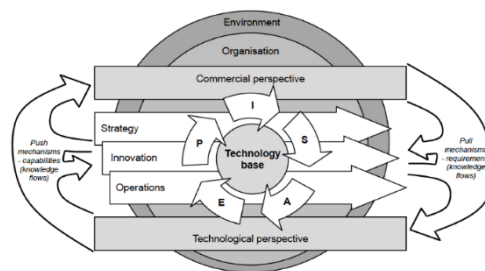 Environment
Organisation
Commercial perspective
I
Strategy
P
S
Push
mechanisms
- capabilities
(knowledge
flows)
Innovation
Technology
base
Pull
mechanisms
- requirements
(knowledge
flows)
Operations
E
A
Technological perspective